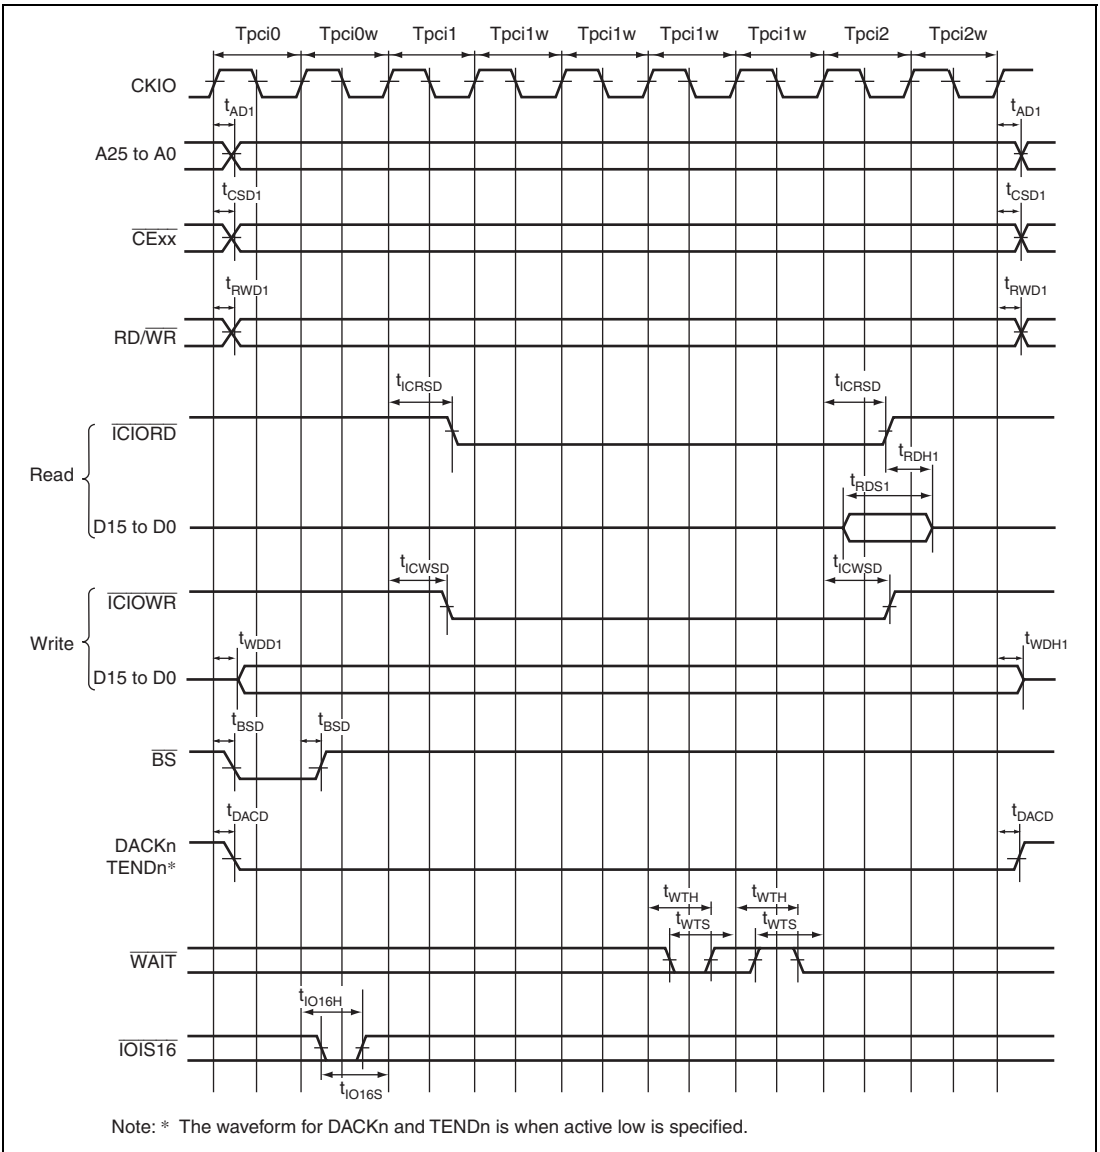 Tpci0 Tpci0w Tpci1 Tpci1w Tpci1w Tpci1w Tpci1w Tpci2 Tpci2w
CKIO
tAD1 tAD1
A25 to A0
tCSD1 tCSD1
CExx
tRWD1 tRWD1
RD/WR
tICRSD tICRSD
ICIORD
tRDH1
Read
tRDS1
D15 to D0
tICWSD tICWSD
ICIOWR
Write
tWDD1 tWDH1
D15 to D0
tBSD tBSD
BS
tDACD tDACD
DACKn
TENDn*
tWTH tWTH
tWTS tWTS
WAIT
tIO16H
IOIS16
tIO16S
Note: * The waveform for DACKn and TENDn is when active low is specified.